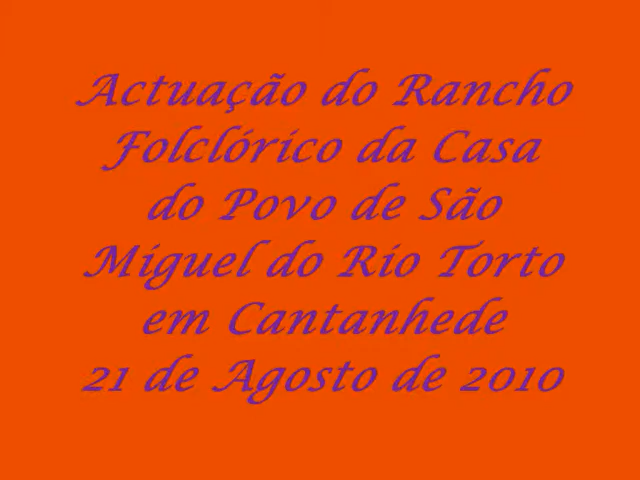 Actuação do Rancho
Folclórico da Casa
do Povo de São
Miguel do Rio Torto
em Cantanhede
21 de Agosto de 2010